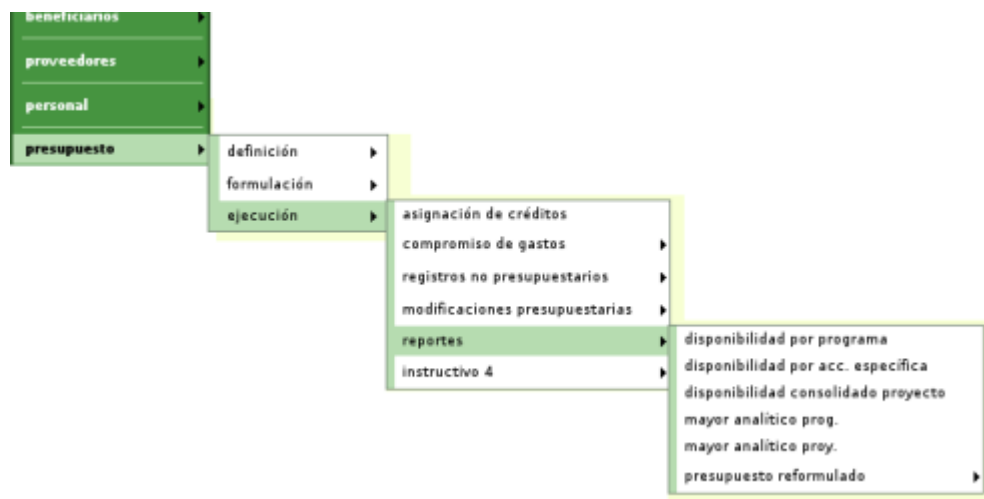 beneficiarios
proveedores
personal
presupuesto
definición
formulación
ejecución
asignación de créditos
compromiso de gastos
registros no presupuestarios
modificaciones presupuestarias
reportes
instructivo 4
disponibilidad por programa
disponibilidad por acc. específica
disponibilidad consolidado proyecto
mayor analítico prog.
mayor analítico proy.
presupuesto reformulado